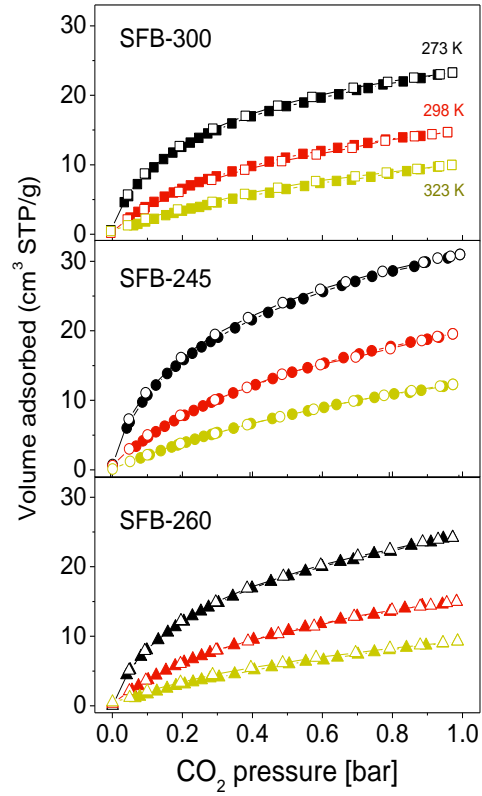 SFB-300
273 K
298 K
323 K
30
20
10
0
SFB-245
30
20
10
0
SFB-260
30
20
10
0
Volume adsorbed (cm³ STP/g)
0.0 0.2 0.4 0.6 0.8 1.0
CO₂ pressure [bar]